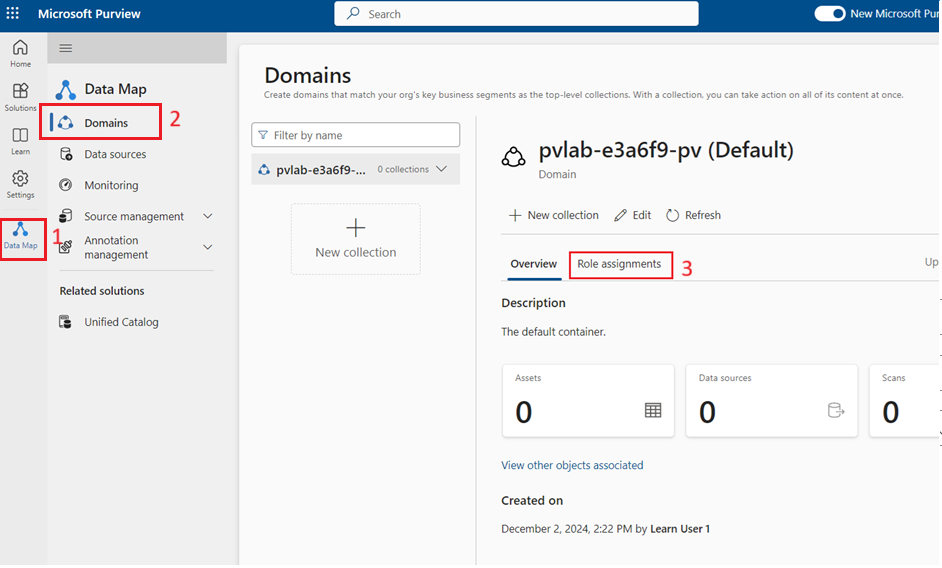 Microsoft Purview
Search
New Microsoft Pur
Home
Solutions
Learn
Settings
Data Map
1
Data Map
Domains
2
Data sources
Monitoring
Source management
Annotation
management
Related solutions
Unified Catalog
Domains
Create domains that match your org's key business segments as the top-level collections. With a collection, you can take action on all of its content at once.
Filter by name
pvlab-e3a6f9-... 0 collections
New collection
pvlab-e3a6f9-pv (Default)
Domain
New collection Edit Refresh
Overview Role assignments 3 Up
Description
The default container.
Assets
0
Data sources
0
Scans
0
View other objects associated
Created on
December 2, 2024, 2:22 PM by Learn User 1